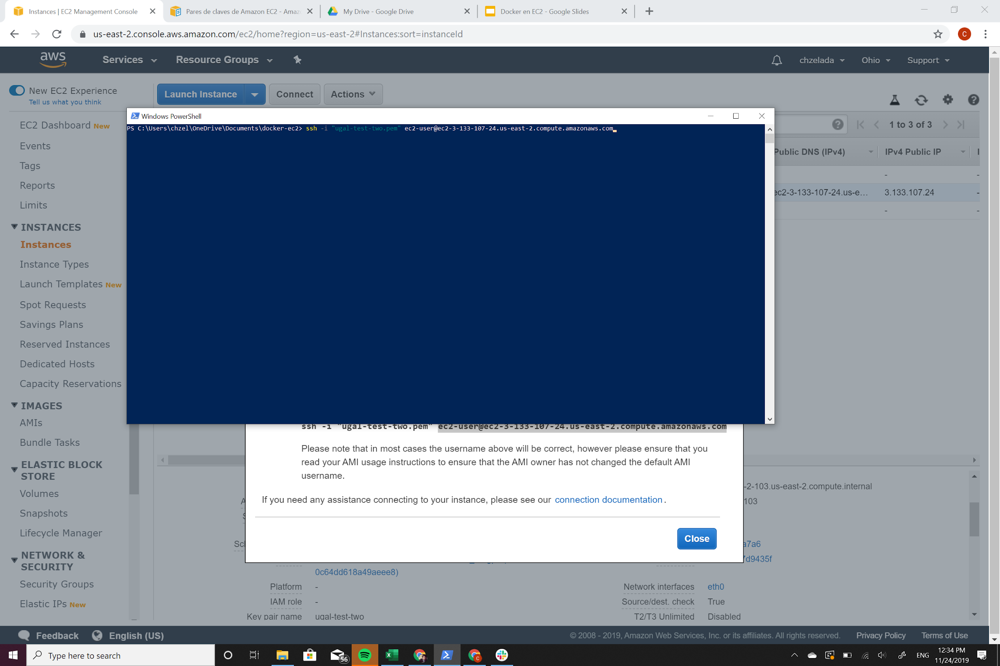 Instances | EC2 Management Console
Pares de claves de Amazon EC2 - Amaz
My Drive - Google Drive
Docker en EC2 - Google Slides
us-east-2.console.aws.amazon.com/ec2/home?region=us-east-2#Instances:sort=instanceId
C
aws
Services
Resource Groups
chzelada
Ohio
Support
New EC2 Experience
Tell us what you think
Launch Instance
Connect
Actions
EC2 Dashboard New
Events
Tags
Reports
Limits
INSTANCES
Instances
Instance Types
Launch Templates New
Spot Requests
Savings Plans
Reserved Instances
Dedicated Hosts
Capacity Reservations
IMAGES
AMIs
Bundle Tasks
ELASTIC BLOCK
STORE
Volumes
Snapshots
Lifecycle Manager
NETWORK &
SECURITY
Security Groups
Elastic IPs New
Windows PowerShell
PS C:\Users\chzel\OneDrive\Documents\docker-ec2> ssh -i "ugal-test-two.pem" ec2-user@ec2-3-133-107-24.us-east-2.compute.amazonaws.com
1 to 3 of 3
Public DNS (IPv4)
IPv4 Public IP
-
-
ec2-3-133-107-24.us-e...
3.133.107.24
-
-
ssh -i "ugal-test-two.pem" ec2-user@ec2-3-133-107-24.us-east-2.compute.amazonaws.com
Please note that in most cases the username above will be correct, however please ensure that you
read your AMI usage instructions to ensure that the AMI owner has not changed the default AMI
username.
If you need any assistance connecting to your instance, please see our connection documentation.
Close
-2-103.us-east-2.compute.internal
103
a7a6
7d9435f
0c64dd618a49aeee8)
Platform -
IAM role -
Key pair name ugal-test-two
Network interfaces eth0
Source/dest. check True
T2/T3 Unlimited Disabled
Feedback
English (US)
© 2008 - 2019, Amazon Web Services, Inc. or its affiliates. All rights reserved.
Privacy Policy
Terms of Use
Type here to search
56
ENG
12:34 PM
11/24/2019